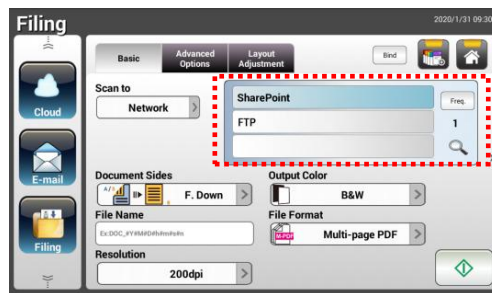 Filing
2020/1/31 09:30
Basic
Advanced Options
Layout Adjustment
Bind
Cloud
E-mail
Filing
Scan to
Network
SharePoint
FTP
Freq.
1
Document Sides
F. Down
Output Color
B&W
File Name
Ex:DOC_#Y#M#D#h#m#s#n
File Format
M-PDF
Multi-page PDF
Resolution
200dpi